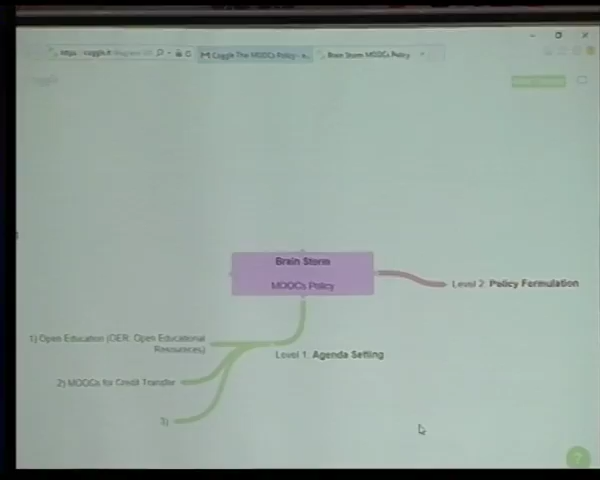 Coggle The MOOCs Policy - e...
Brain Storm MOOCs Policy
Brain Storm
MOOCs Policy
Level 2: Policy Formulation
1) Open Education (OER: Open Educational
Resources)
Level 1: Agenda Setting
2) MOOCs for Credit Transfer
3)
?